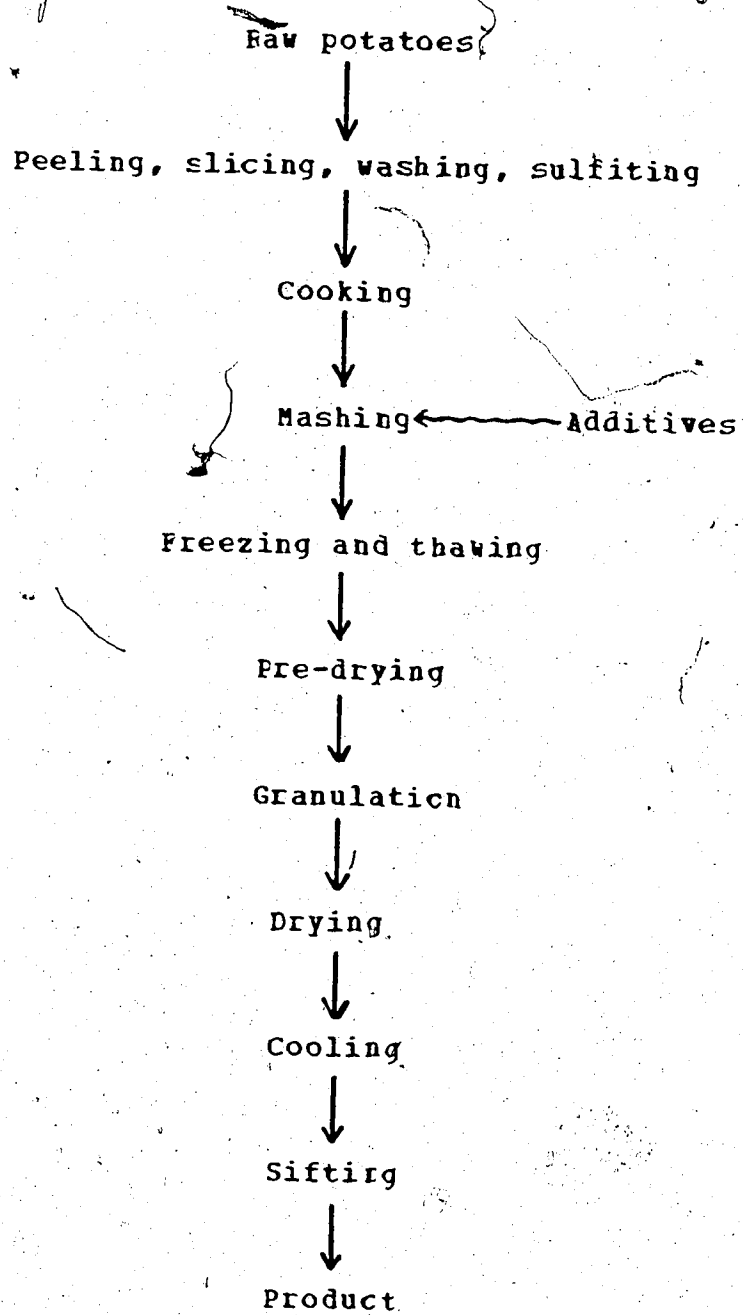 Raw potatoes
Peeling, slicing, washing, sulfiting
Cooking
Mashing Additives
Freezing and thawing
Pre-drying
Granulation
Drying
Cooling
Sifting
Product